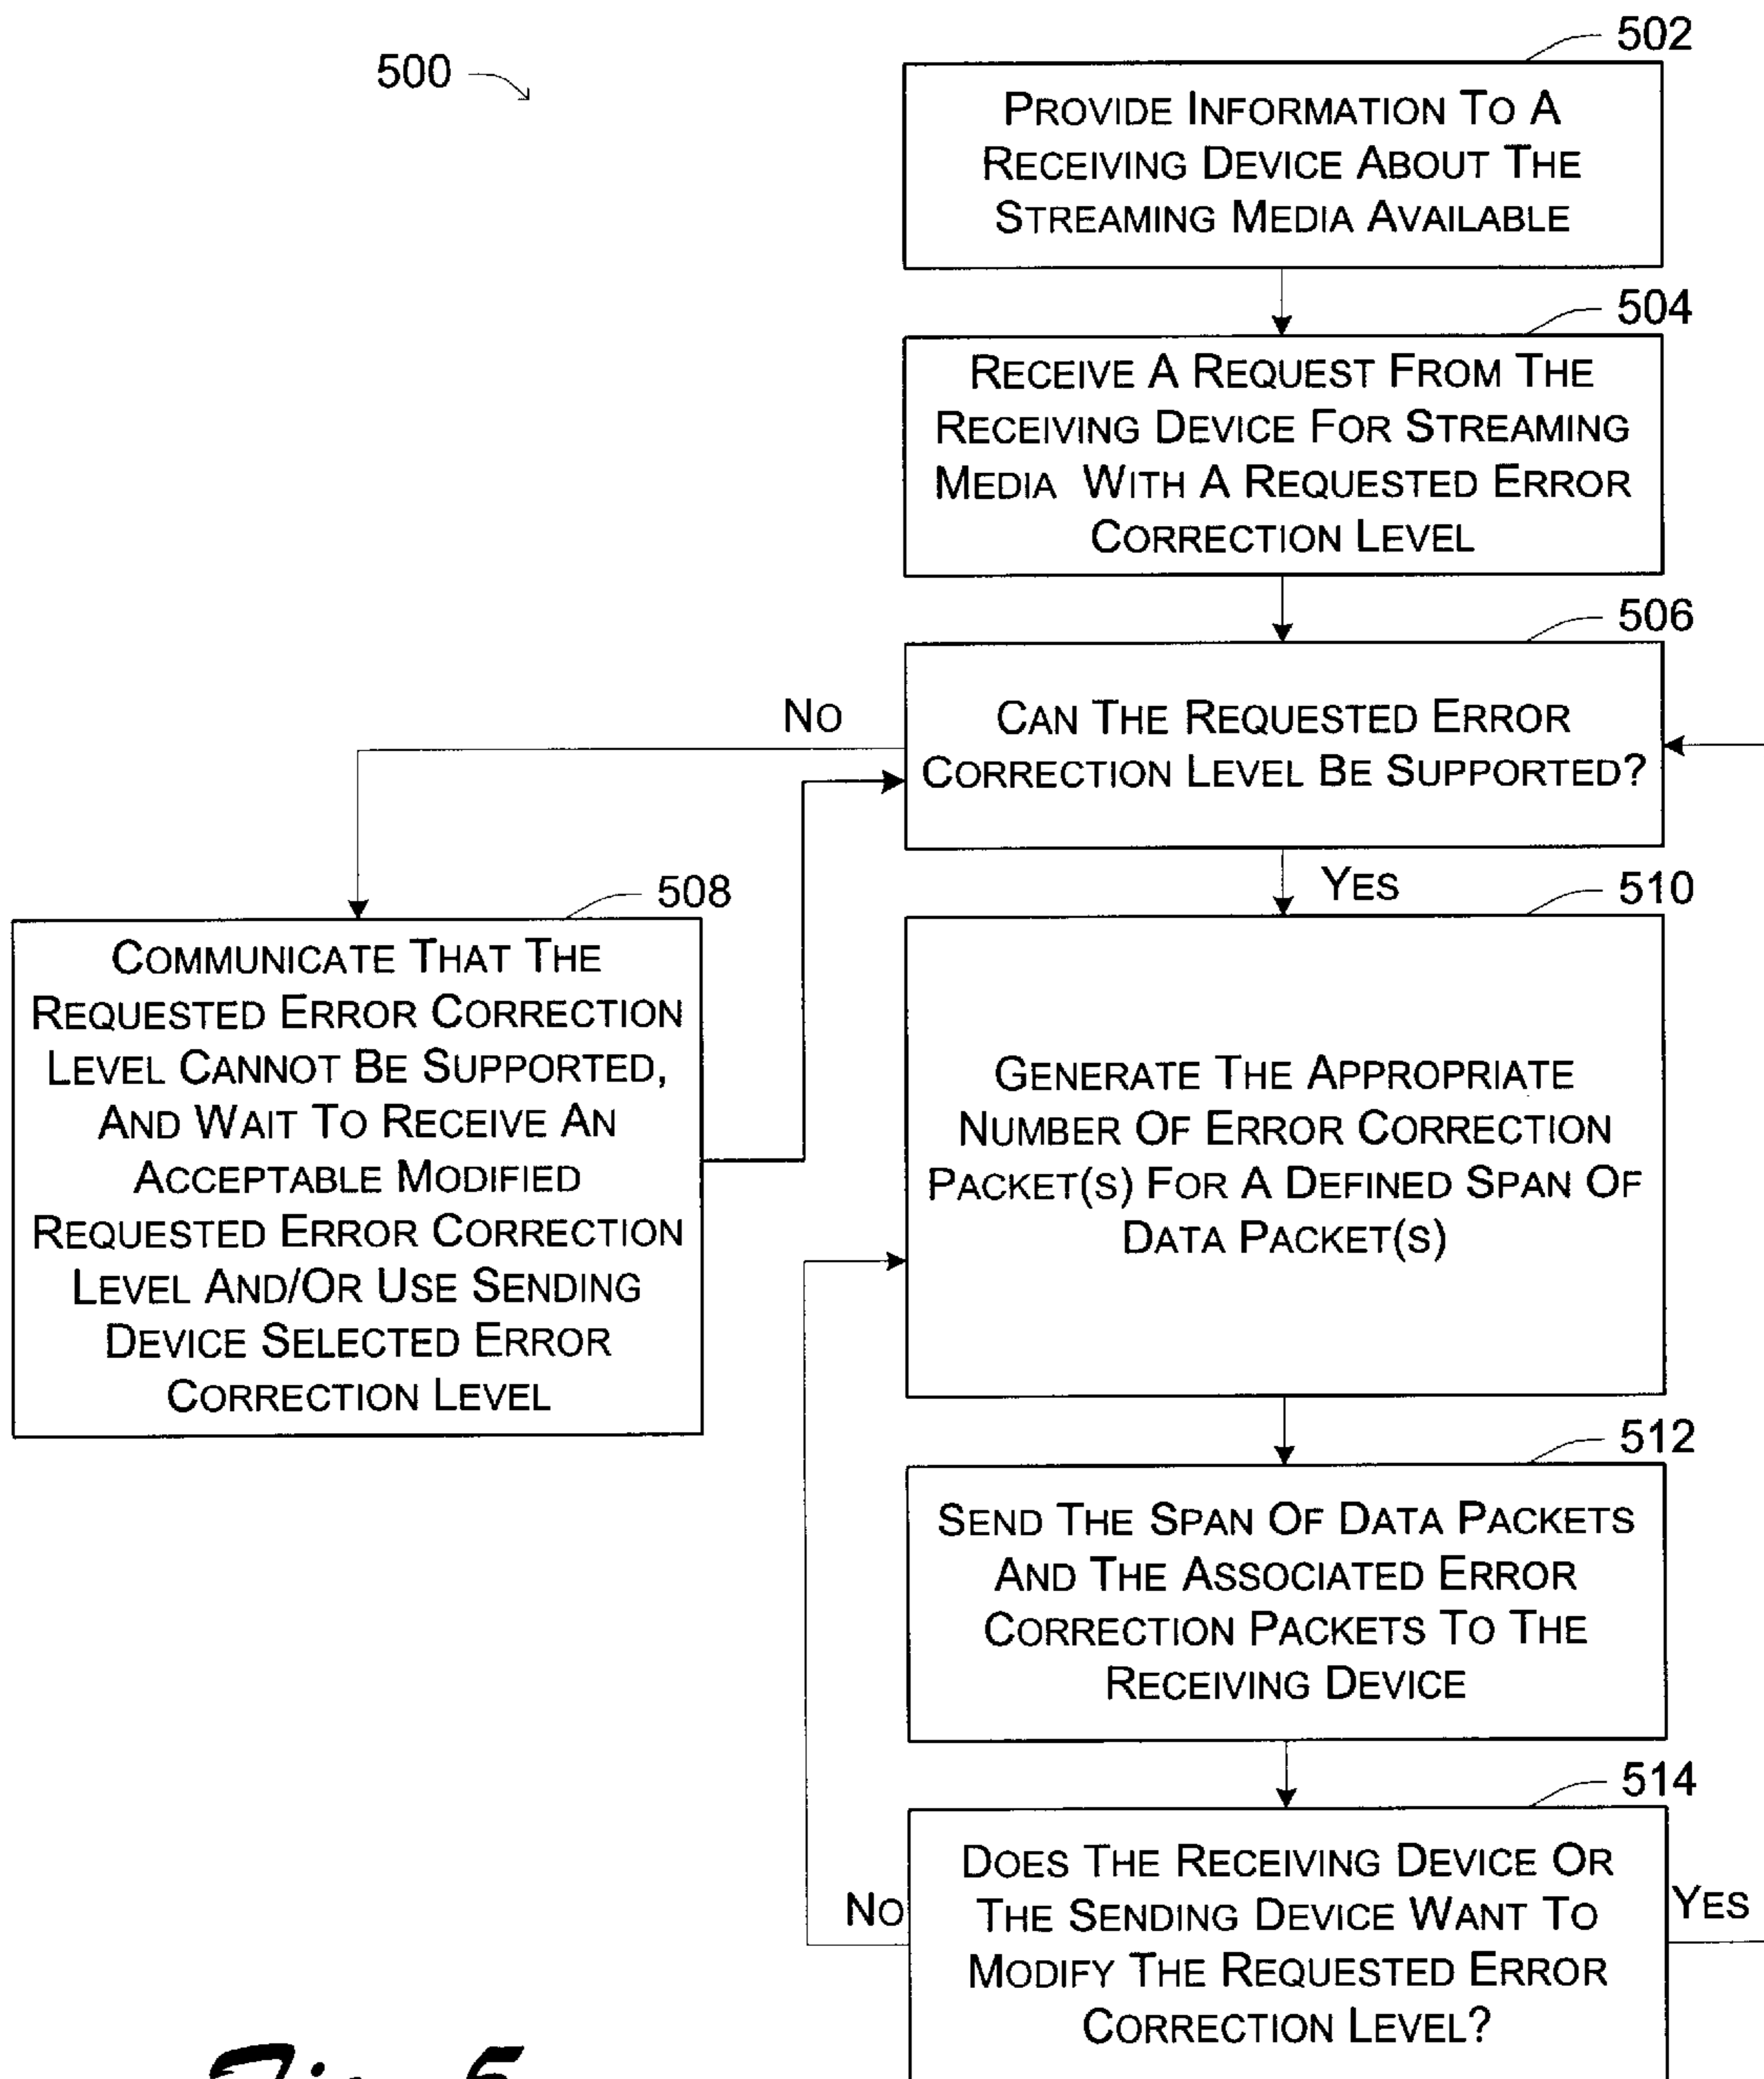 500
502
PROVIDE INFORMATION TO A
RECEIVING DEVICE ABOUT THE
STREAMING MEDIA AVAILABLE
504
RECEIVE A REQUEST FROM THE
RECEIVING DEVICE FOR STREAMING
MEDIA WITH A REQUESTED ERROR
CORRECTION LEVEL
506
CAN THE REQUESTED ERROR
CORRECTION LEVEL BE SUPPORTED?
NO
YES
508
COMMUNICATE THAT THE
REQUESTED ERROR CORRECTION
LEVEL CANNOT BE SUPPORTED,
AND WAIT TO RECEIVE AN
ACCEPTABLE MODIFIED
REQUESTED ERROR CORRECTION
LEVEL AND/OR USE SENDING
DEVICE SELECTED ERROR
CORRECTION LEVEL
510
GENERATE THE APPROPRIATE
NUMBER OF ERROR CORRECTION
PACKET(S) FOR A DEFINED SPAN OF
DATA PACKET(S)
512
SEND THE SPAN OF DATA PACKETS
AND THE ASSOCIATED ERROR
CORRECTION PACKETS TO THE
RECEIVING DEVICE
514
DOES THE RECEIVING DEVICE OR
THE SENDING DEVICE WANT TO
MODIFY THE REQUESTED ERROR
CORRECTION LEVEL?
NO
YES
Fig. 5